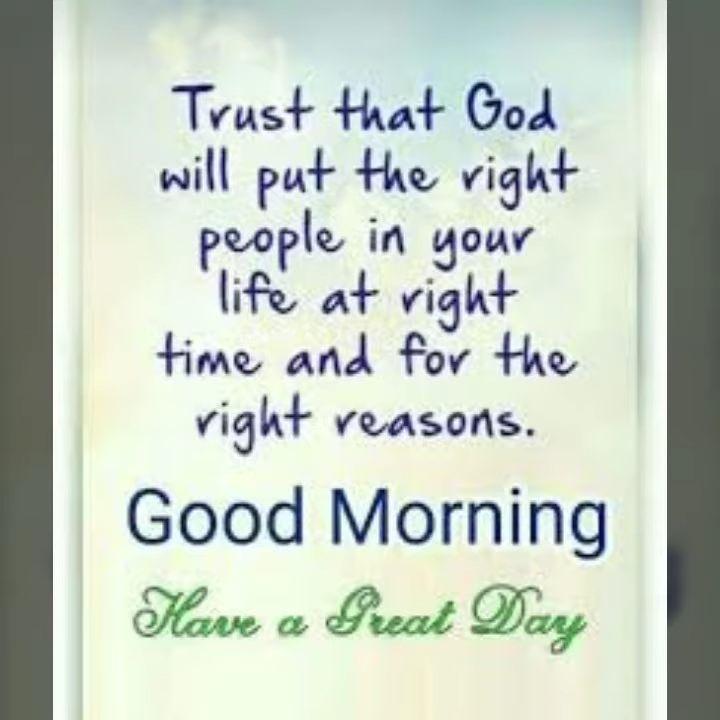 Trust that God
will put the right
people in your
life at right
time and for the
right reasons.
Good Morning
Have a Great Day